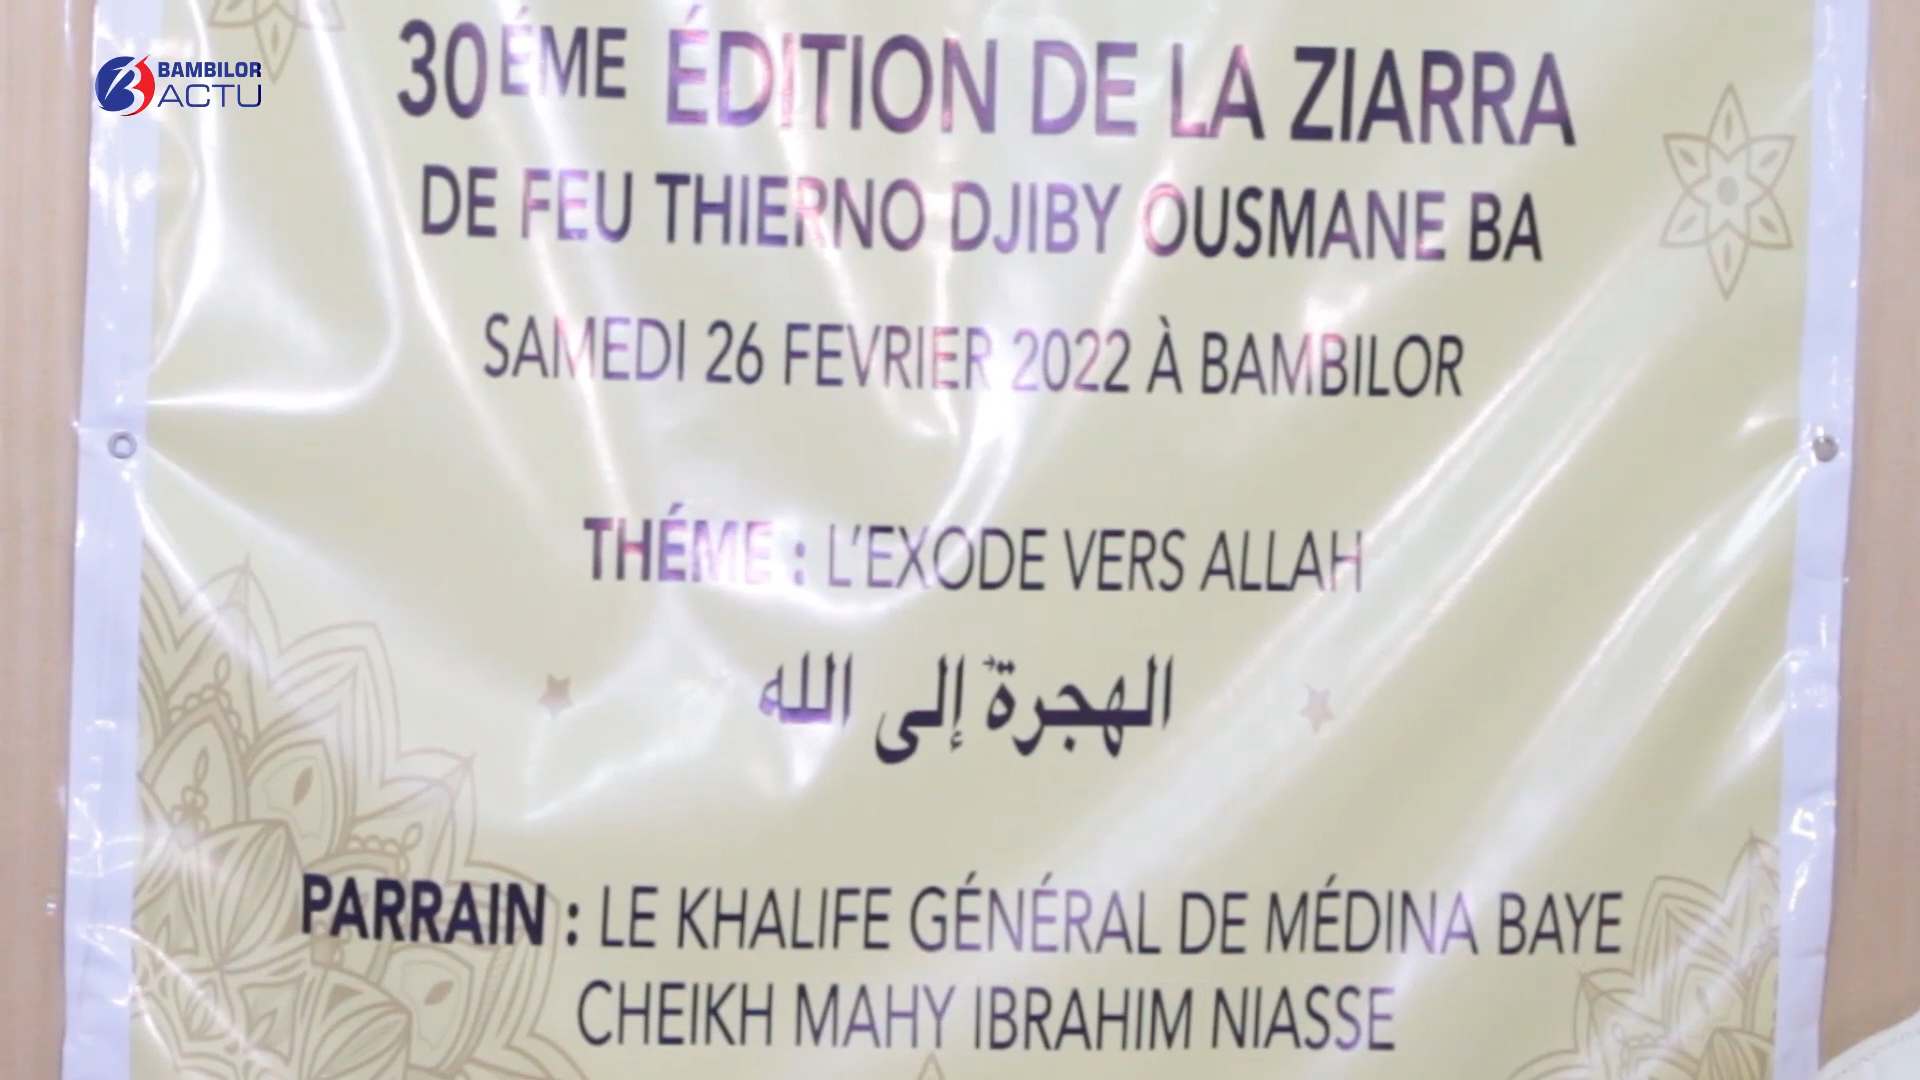 BAMBILOR
ACTU
30ÉME ÉDITION DE LA ZIARRA
DE FEU THIERNO DJIBY OUSMANE BA
SAMEDI 26 FEVRIER 2022 À BAMBILOR
THÉME : L'EXODE VERS ALLAH
الهجرة إلى الله
PARRAIN : LE KHALIFE GÉNÉRAL DE MÉDINA BAYE
CHEIKH MAHY IBRAHIM NIASSE